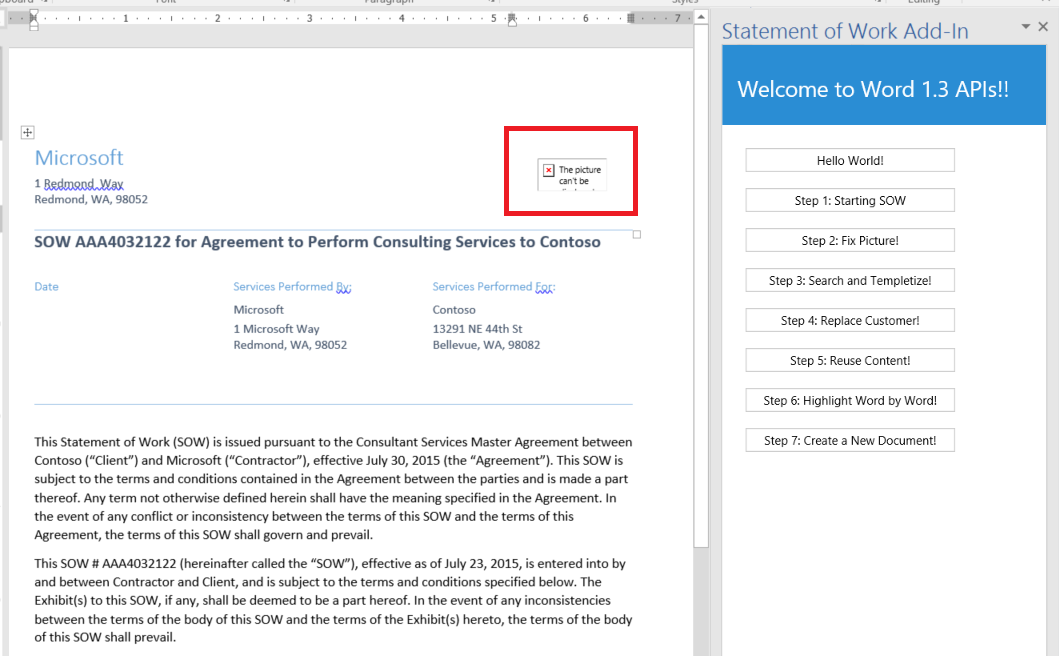 Font
Paragraph
Styles
Editing
1 2 3 4 5 6 7
Microsoft
1 Redmond, Way
Redmond, WA, 98052
The picture
can't be
SOW AAA4032122 for Agreement to Perform Consulting Services to Contoso
Date
Services Performed By:
Microsoft
1 Microsoft Way
Redmond, WA, 98052
Services Performed For:
Contoso
13291 NE 44th St
Bellevue, WA, 98082
This Statement of Work (SOW) is issued pursuant to the Consultant Services Master Agreement between
Contoso (“Client”) and Microsoft (“Contractor”), effective July 30, 2015 (the “Agreement”). This SOW is
subject to the terms and conditions contained in the Agreement between the parties and is made a part
thereof. Any term not otherwise defined herein shall have the meaning specified in the Agreement. In
the event of any conflict or inconsistency between the terms of this SOW and the terms of this
Agreement, the terms of this SOW shall govern and prevail.
This SOW # AAA4032122 (hereinafter called the “SOW”), effective as of July 23, 2015, is entered into by
and between Contractor and Client, and is subject to the terms and conditions specified below. The
Exhibit(s) to this SOW, if any, shall be deemed to be a part hereof. In the event of any inconsistencies
between the terms of the body of this SOW and the terms of the Exhibit(s) hereto, the terms of the body
of this SOW shall prevail.
Statement of Work Add-In
Welcome to Word 1.3 APIs!!
Hello World!
Step 1: Starting SOW
Step 2: Fix Picture!
Step 3: Search and Templetize!
Step 4: Replace Customer!
Step 5: Reuse Content!
Step 6: Highlight Word by Word!
Step 7: Create a New Document!